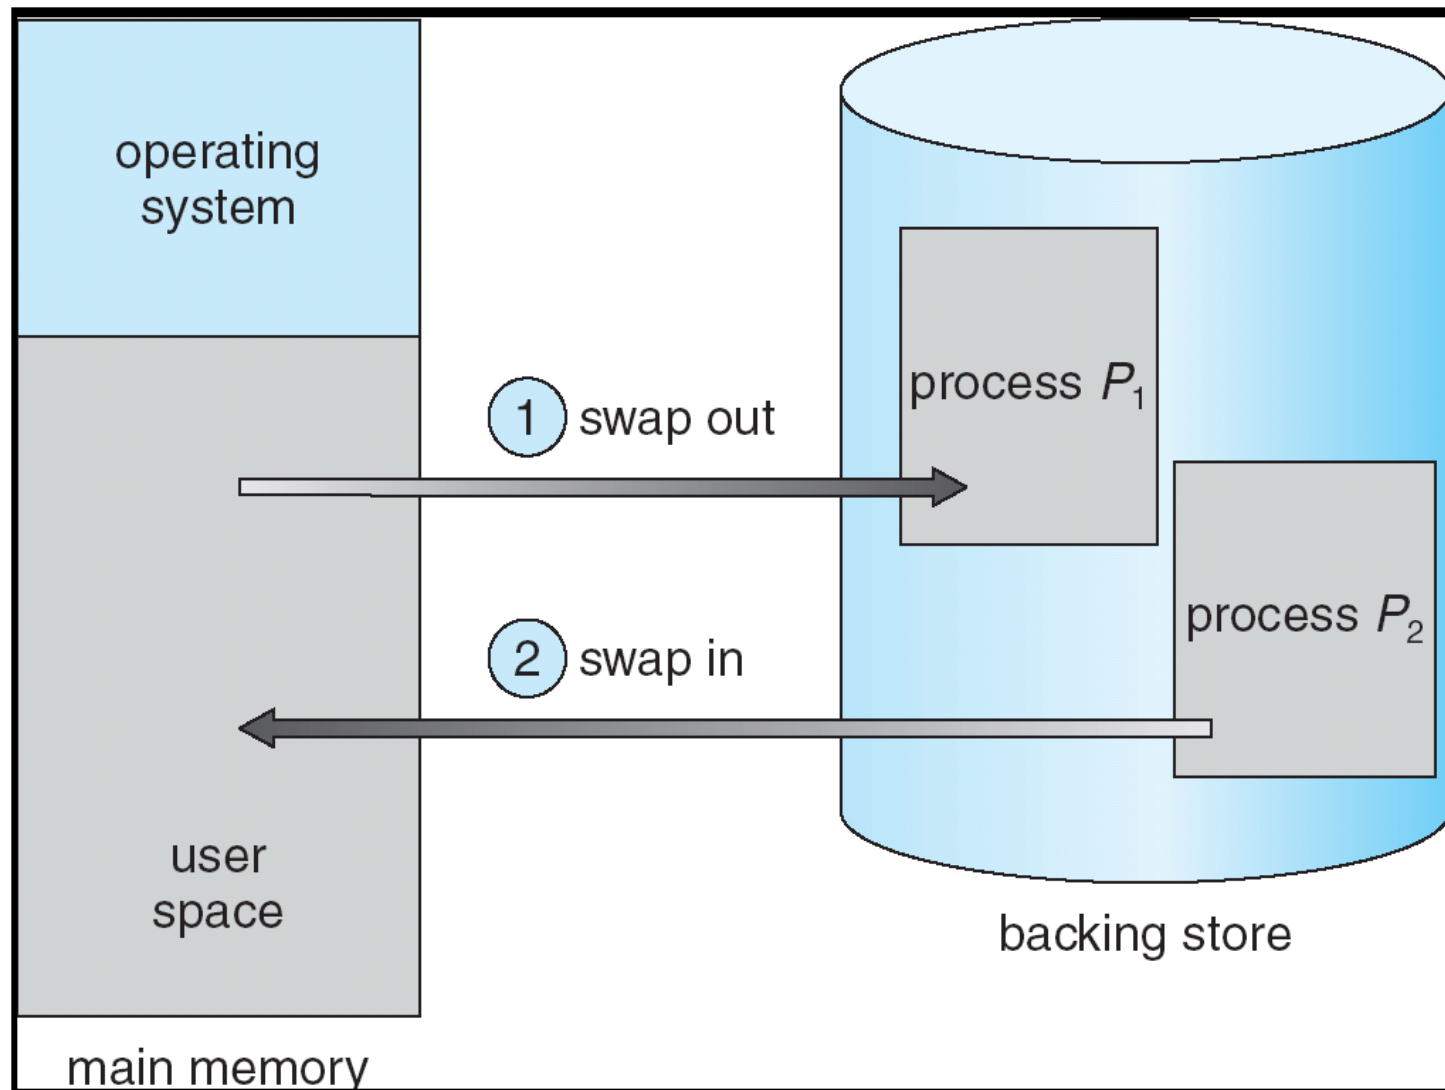 operating
system
process P₁
1 swap out
process P₂
2 swap in
user
space
backing store
main memory